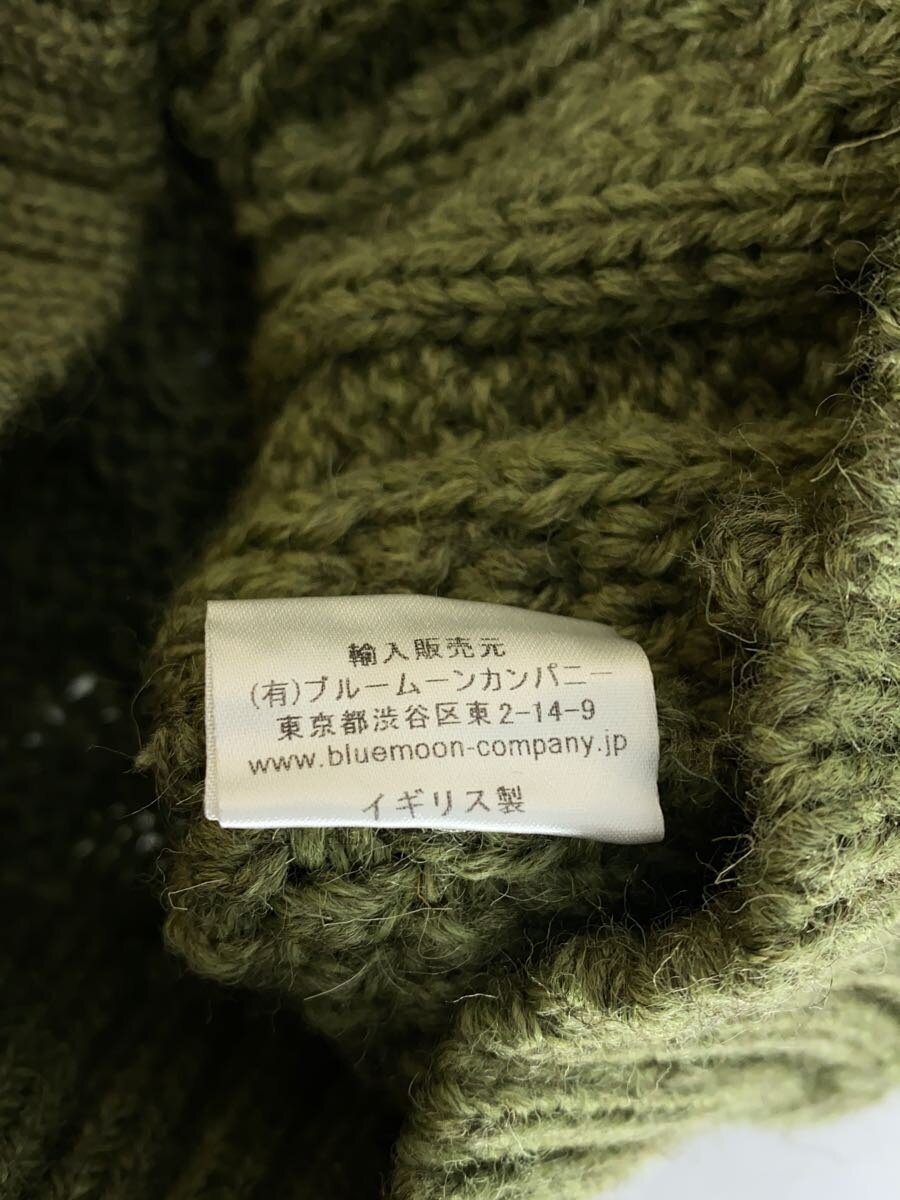 輸入販売元
(有)ブルームーンカンパニー
東京都渋谷区東2-14-9
www.bluemoon-company.jp
イギリス製